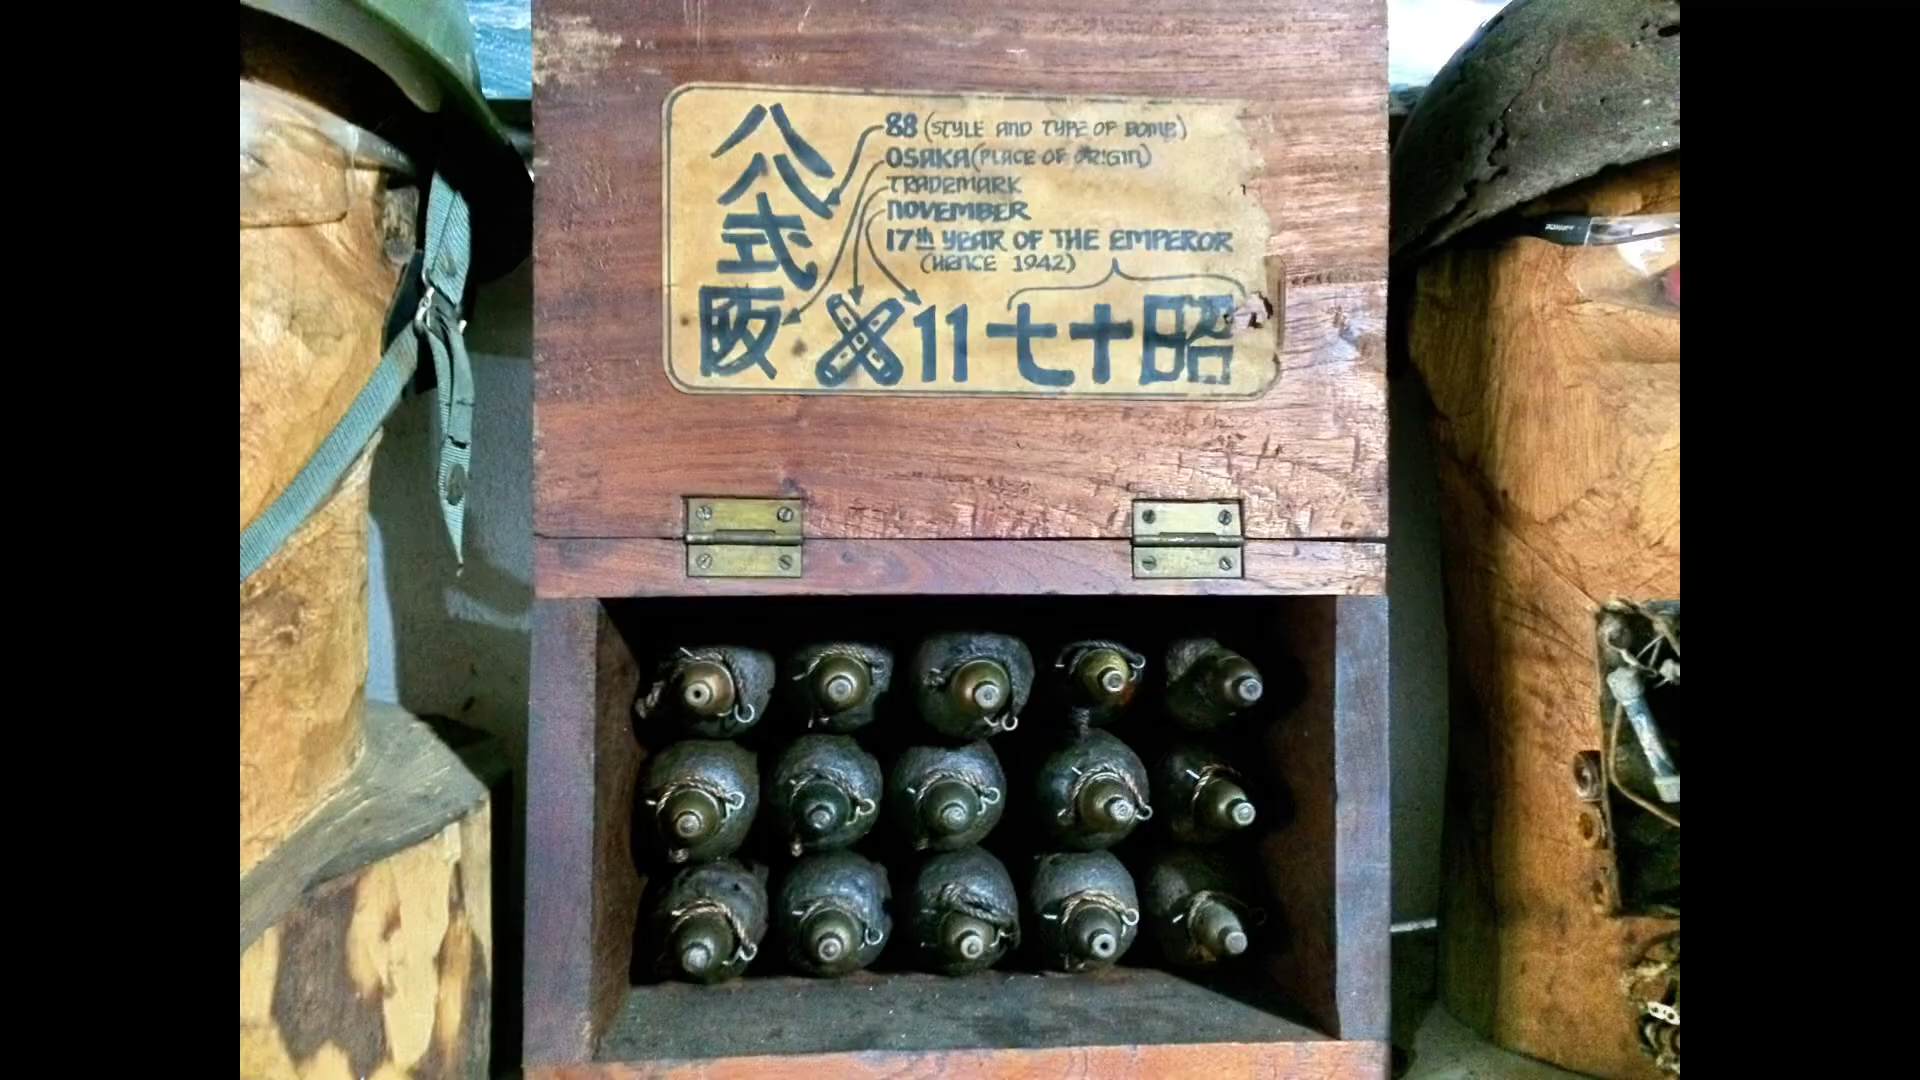 八八式
88 (STYLE AND TYPE OF BOMB)
OSAKA (PLACE OF ORIGIN)
TRADEMARK
NOVEMBER
17th YEAR OF THE EMPEROR
(HENCE 1942)
阪 11 七十昭